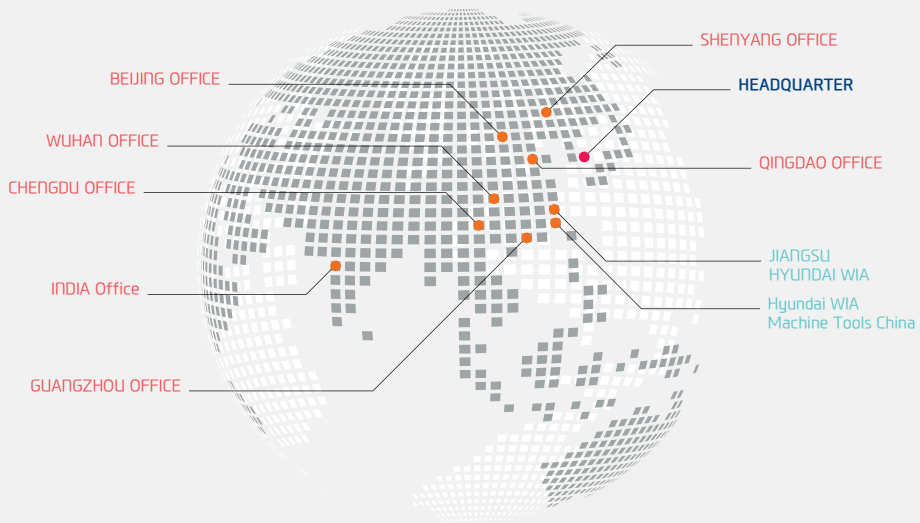 SHENYANG OFFICE
BEIJING OFFICE
HEADQUARTER
WUHAN OFFICE
QINGDAO OFFICE
CHENGDU OFFICE
JIANGSU
HYUNDAI WIA
INDIA Office
Hyundai WIA
Machine Tools China
GUANGZHOU OFFICE